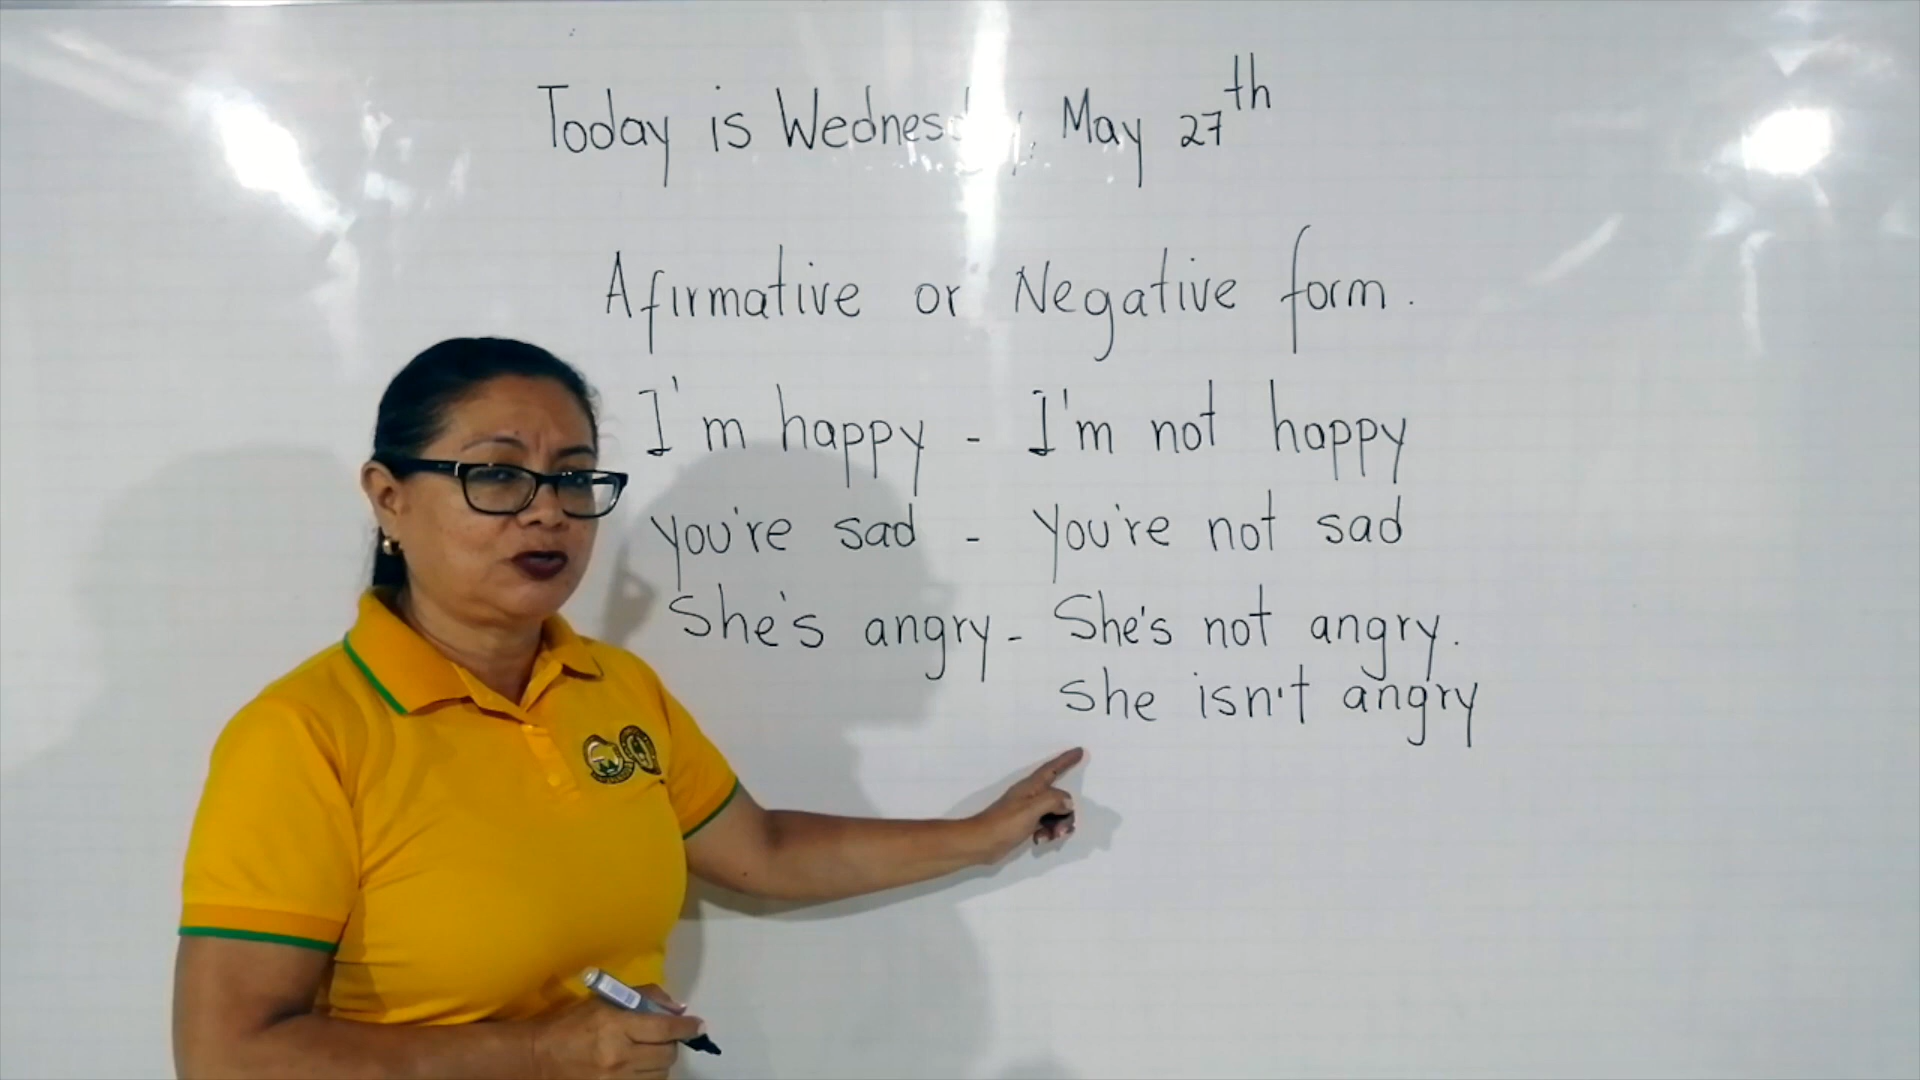 Today is Wednesday, May 27th
Afirmative or Negative form.
I'm happy - I'm not happy
you're sad - you're not sad
She's angry - She's not angry.
she isn't angry